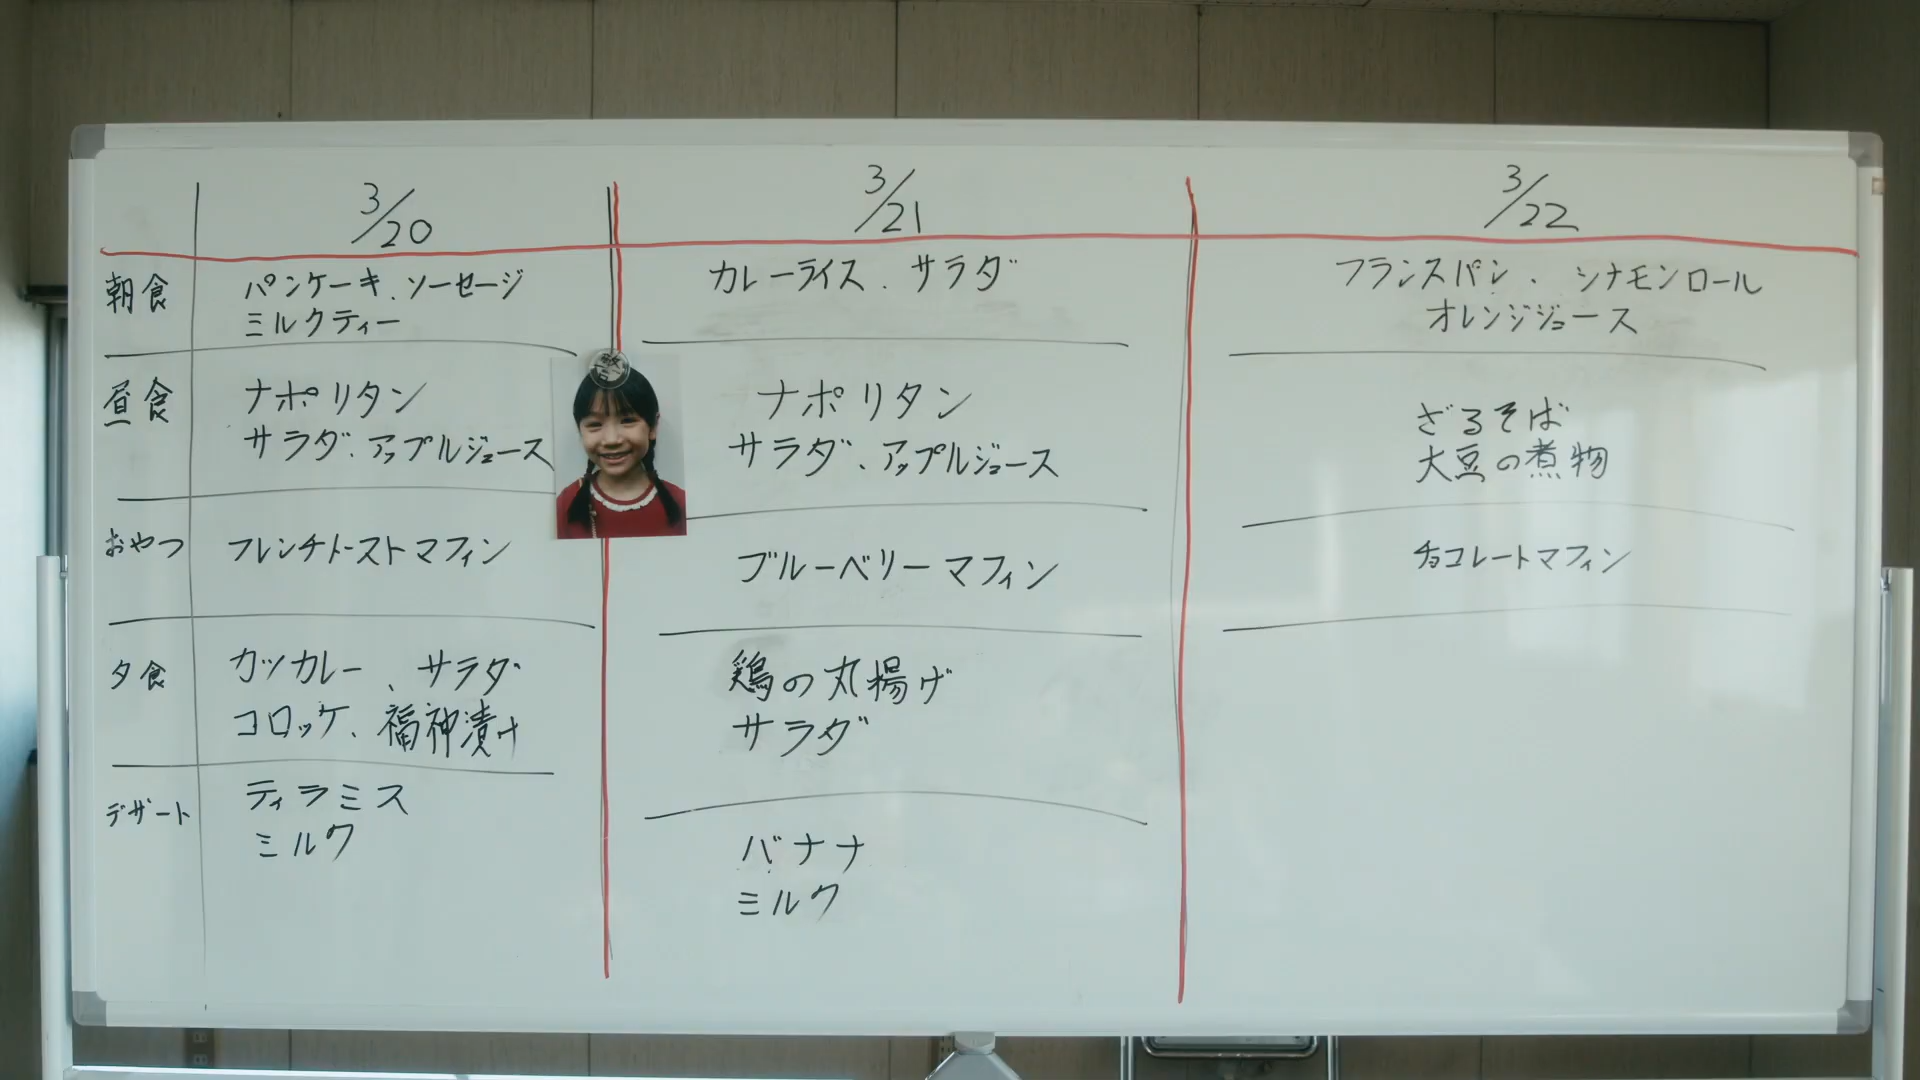 3/20
3/21
3/22
朝食
パンケーキ、ソーセージ
ミルクティー
カレーライス、サラダ
フランスパン、シナモンロール
オレンジジュース
昼食
ナポリタン
サラダ、アップルジュース
ナポリタン
サラダ、アップルジュース
ざるそば
大豆の煮物
おやつ
フレンチトーストマフィン
ブルーベリーマフィン
チョコレートマフィン
夕食
カツカレー、サラダ
コロッケ、福神漬け
鶏の丸揚げ
サラダ
デザート
ティラミス
ミルク
バナナ
ミルク